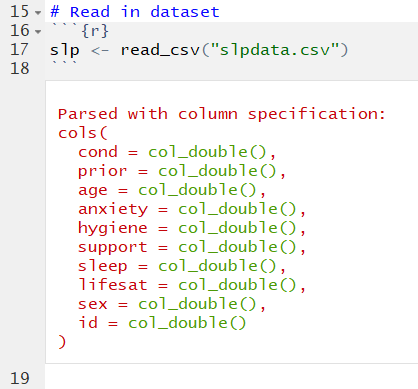 15 # Read in dataset
16 ```{r}
17 slp <- read_csv("slpdata.csv")
18 ```
Parsed with column specification:
cols(
  cond = col_double(),
  prior = col_double(),
  age = col_double(),
  anxiety = col_double(),
  hygiene = col_double(),
  support = col_double(),
  sleep = col_double(),
  lifesat = col_double(),
  sex = col_double(),
  id = col_double()
)
19